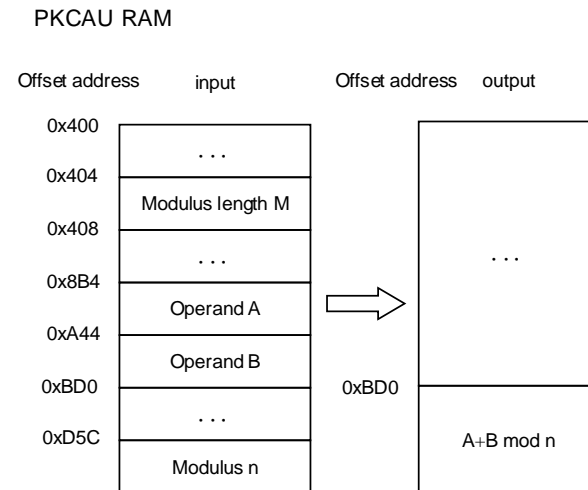 PKCAU RAM
Offset address input Offset address output
0x400
. . .
0x404
Modulus length M
0x408
. . .
. . .
0x8B4
Operand A
0xA44
Operand B
0xBD0
0xBD0
. . .
0xD5C
A+B mod n
Modulus n